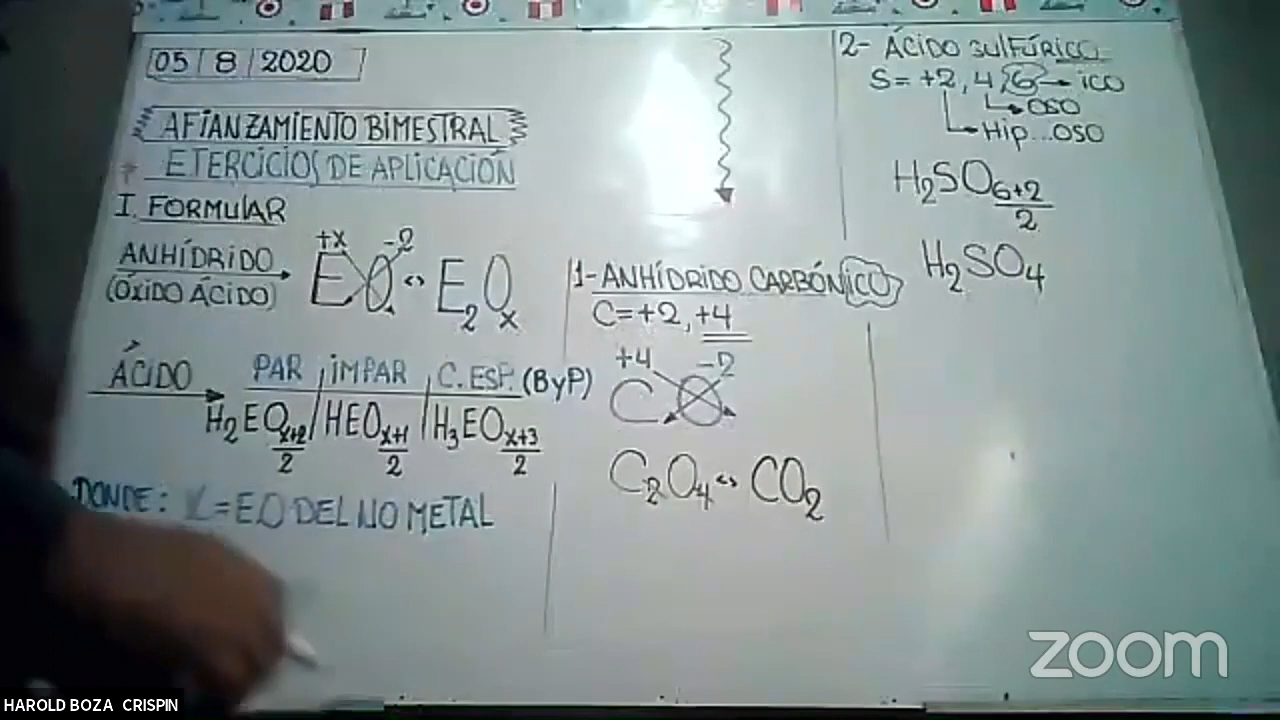 05 | 8 | 2020
AFIANZAMIENTO BIMESTRAL
EJERCICIOS DE APLICACIÓN
I. FORMULAR
ANHÍDRIDO
(ÓXIDO ÁCIDO)
+x -2
EO <> E₂Oₓ
ÁCIDO
PAR | IMPAR | C. ESP. (ByP)
H₂EO x+2/2 | HEO x+1/2 | H₃EO x+3/2
DONDE: X=EO DEL NO METAL
1- ANHÍDRIDO CARBÓNICO
C=+2, +4
+4 -2
C O
C₂O₄ <> CO₂
2- ÁCIDO SULFÚRICO
S= +2, 4, 6 → ICO
OSO
Hip...OSO
H₂SO 6+2/2
H₂SO₄
zoom
HAROLD BOZA CRISPIN